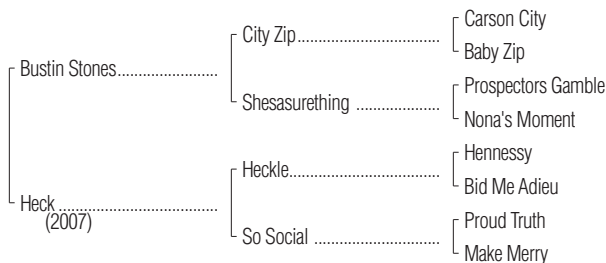 Carson City
City Zip
Baby Zip
Bustin Stones
Prospectors Gamble
Shesasurething
Nona's Moment
Hennessy
Heckle
Bid Me Adieu
Heck
(2007)
Proud Truth
So Social
Make Merry